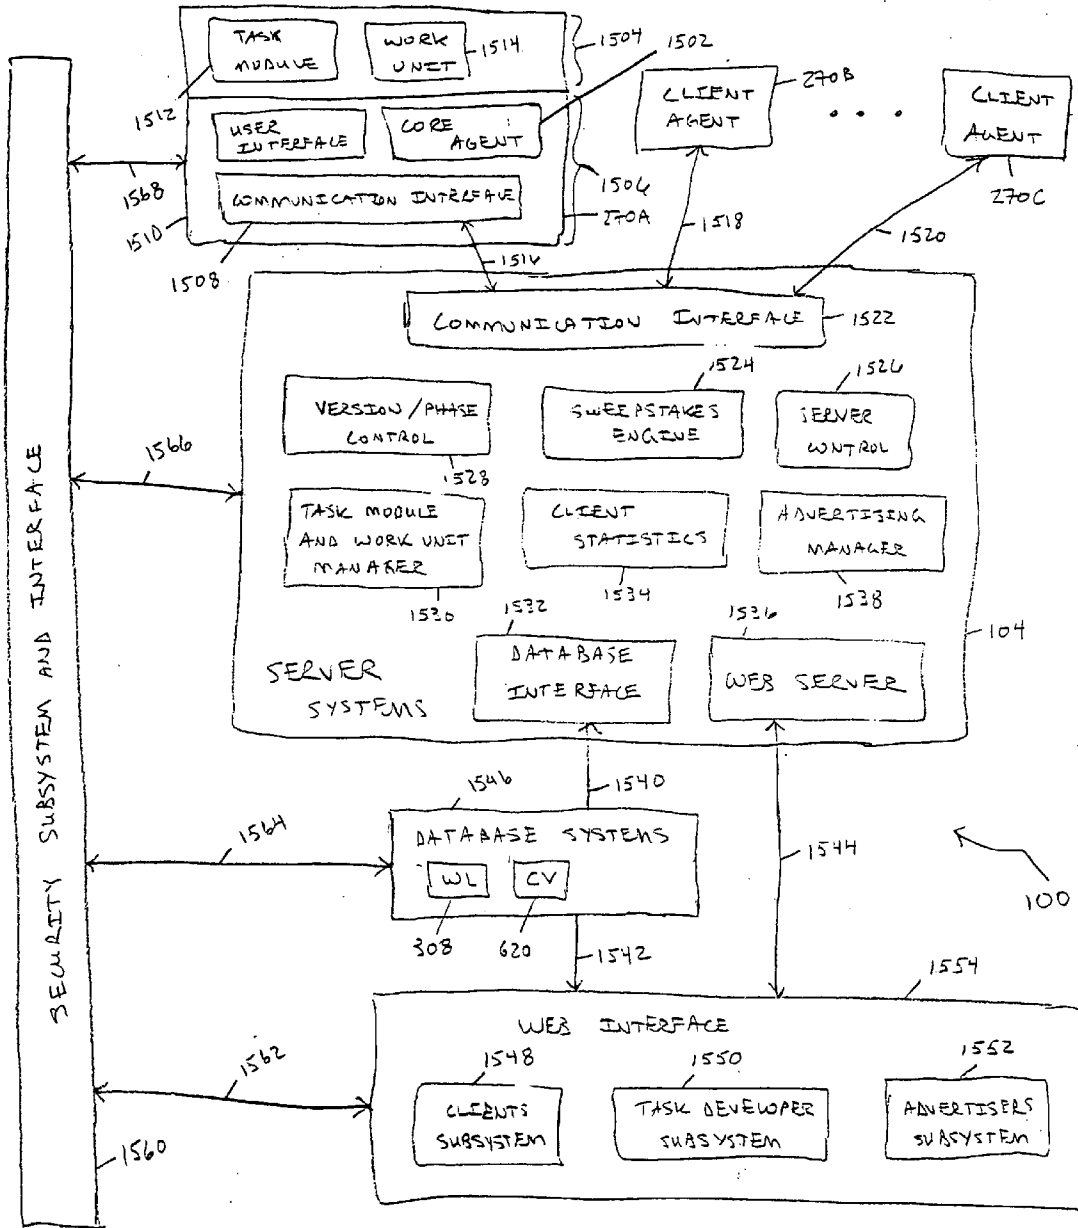 TASK
MODULE
WORK
UNIT
1514
1504
1502
1512
USER
INTERFACE
CORE
AGENT
1506
1568
COMMUNICATION INTERFACE
270A
1510
1508
CLIENT
AGENT
270B
. . .
CLIENT
AGENT
270C
1516
1518
1520
COMMUNICATION INTERFACE
1522
1524
1526
VERSION/PHASE
CONTROL
SWEEPSTAKES
ENGINE
SERVER
CONTROL
1566
1528
TASK MODULE
AND WORK UNIT
MANAGER
CLIENT
STATISTICS
ADVERTISING
MANAGER
1530
1532
1534
1536
1538
104
SERVER
SYSTEMS
DATABASE
INTERFACE
WEB SERVER
1546
1540
1564
DATABASE SYSTEMS
WL
CV
1544
100
308
620
1542
1554
WEB INTERFACE
1562
1548
1550
1552
CLIENTS
SUBSYSTEM
TASK DEVELOPER
SUBSYSTEM
ADVERTISERS
SUBSYSTEM
1560
SECURITY SUBSYSTEM AND INTERFACE